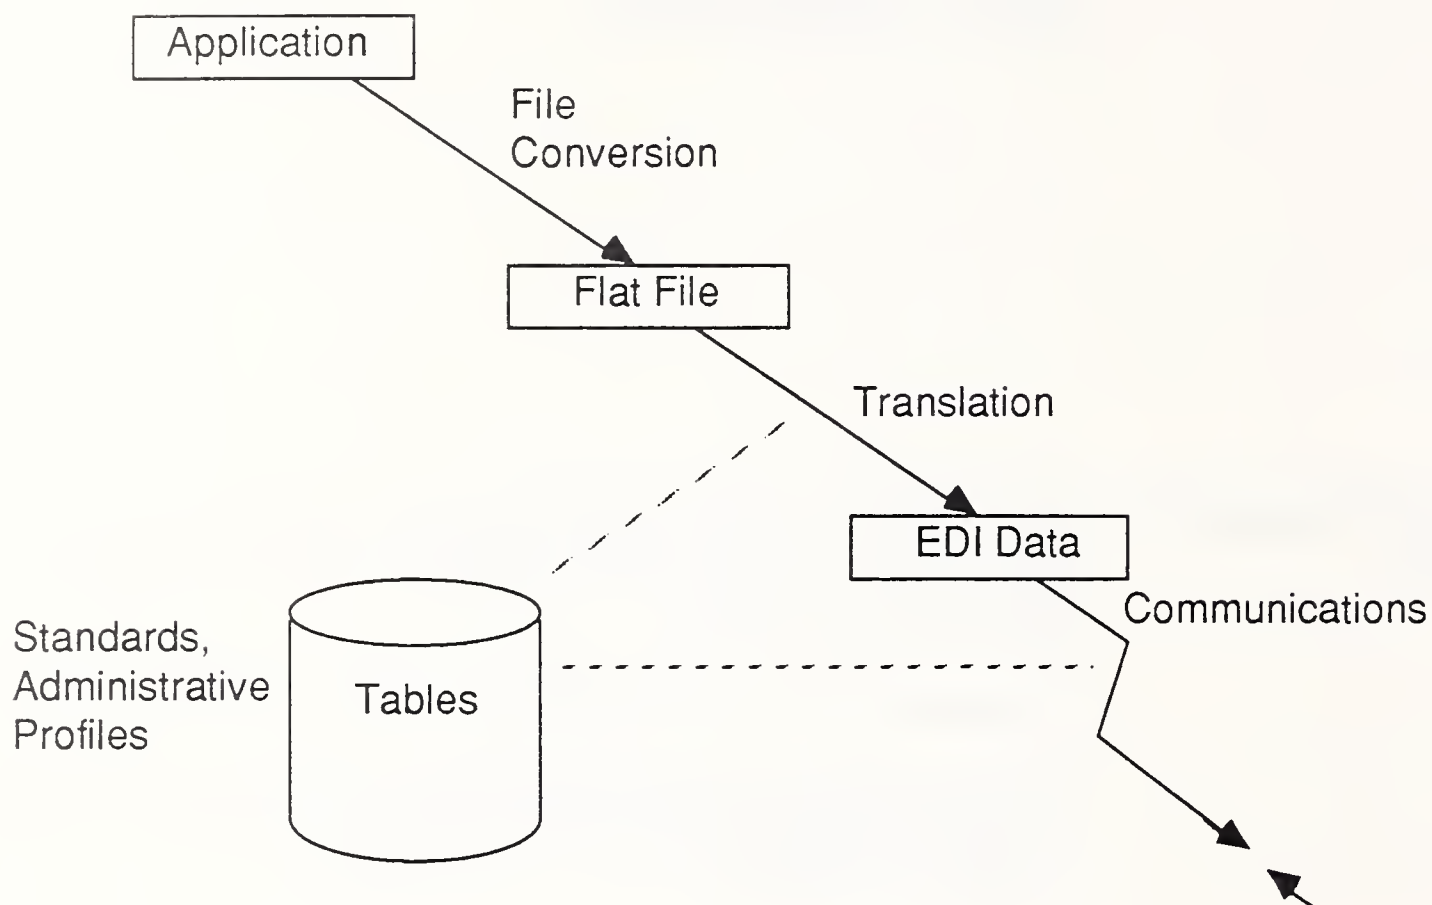 Application
File
Conversion
Flat File
Translation
EDI Data
Communications
Standards,
Administrative
Profiles
Tables